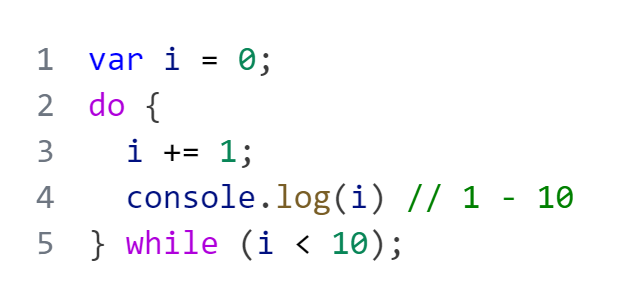 1 var i = 0;
2 do {
3   i += 1;
4   console.log(i) // 1 - 10
5 } while (i < 10);